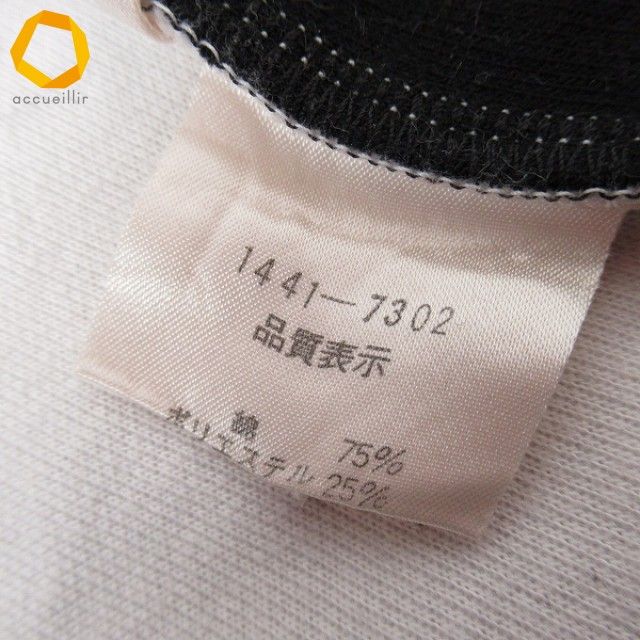 accueillir
1441-7302
品質表示
綿 75%
ポリエステル 25%